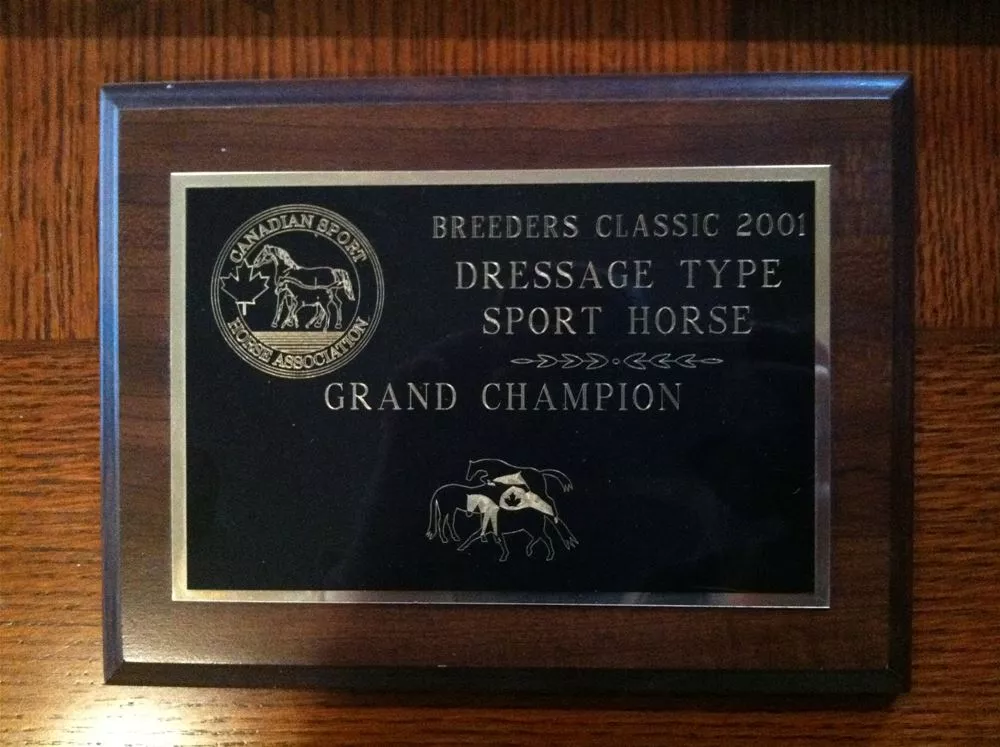 CANADIAN SPORT
HORSE ASSOCIATION
BREEDERS CLASSIC 2001
DRESSAGE TYPE
SPORT HORSE
GRAND CHAMPION